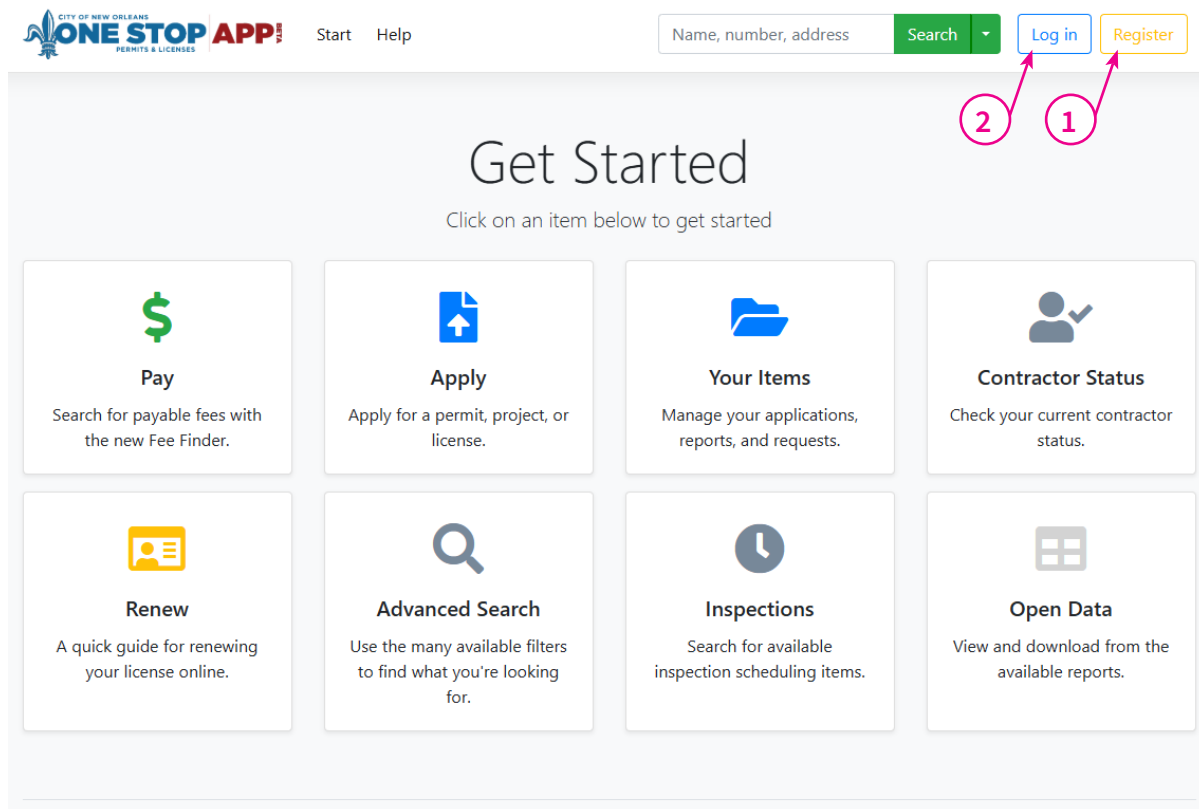 CITY OF NEW ORLEANS
ONE STOP APP! BETA
PERMITS & LICENSES
Start Help
Name, number, address Search Log in Register
2 1
Get Started
Click on an item below to get started
Pay
Search for payable fees with
the new Fee Finder.
Apply
Apply for a permit, project, or
license.
Your Items
Manage your applications,
reports, and requests.
Contractor Status
Check your current contractor
status.
Renew
A quick guide for renewing
your license online.
Advanced Search
Use the many available filters
to find what you're looking
for.
Inspections
Search for available
inspection scheduling items.
Open Data
View and download from the
available reports.